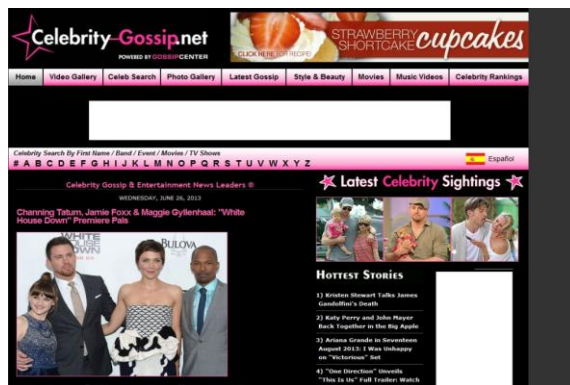 Celebrity-Gossip.net
POWERED BY GOSSIPCENTER
STRAWBERRY
SHORTCAKE cupcakes
CLICK HERE FOR RECIPE!
Home Video Gallery Celeb Search Photo Gallery Latest Gossip Style & Beauty Movies Music Videos Celebrity Rankings
Celebrity Search By First Name / Band / Event / Movies / TV Shows
# A B C D E F G H I J K L M N O P Q R S T U V W X Y Z
Español
Celebrity Gossip & Entertainment News Leaders ®
WEDNESDAY, JUNE 26, 2013
Channing Tatum, Jamie Foxx & Maggie Gyllenhaal: "White
House Down" Premiere Pals
WHITE
HOUSE
DOWN
BULOVA
Latest Celebrity Sightings
HOTTEST STORIES
1) Kristen Stewart Talks James
Gandolfini's Death
2) Katy Perry and John Mayer
Back Together in the Big Apple
3) Ariana Grande in Seventeen
August 2013: I Was Unhappy
on "Victorious" Set
4) "One Direction" Unveils
"This Is Us" Full Trailer: Watch